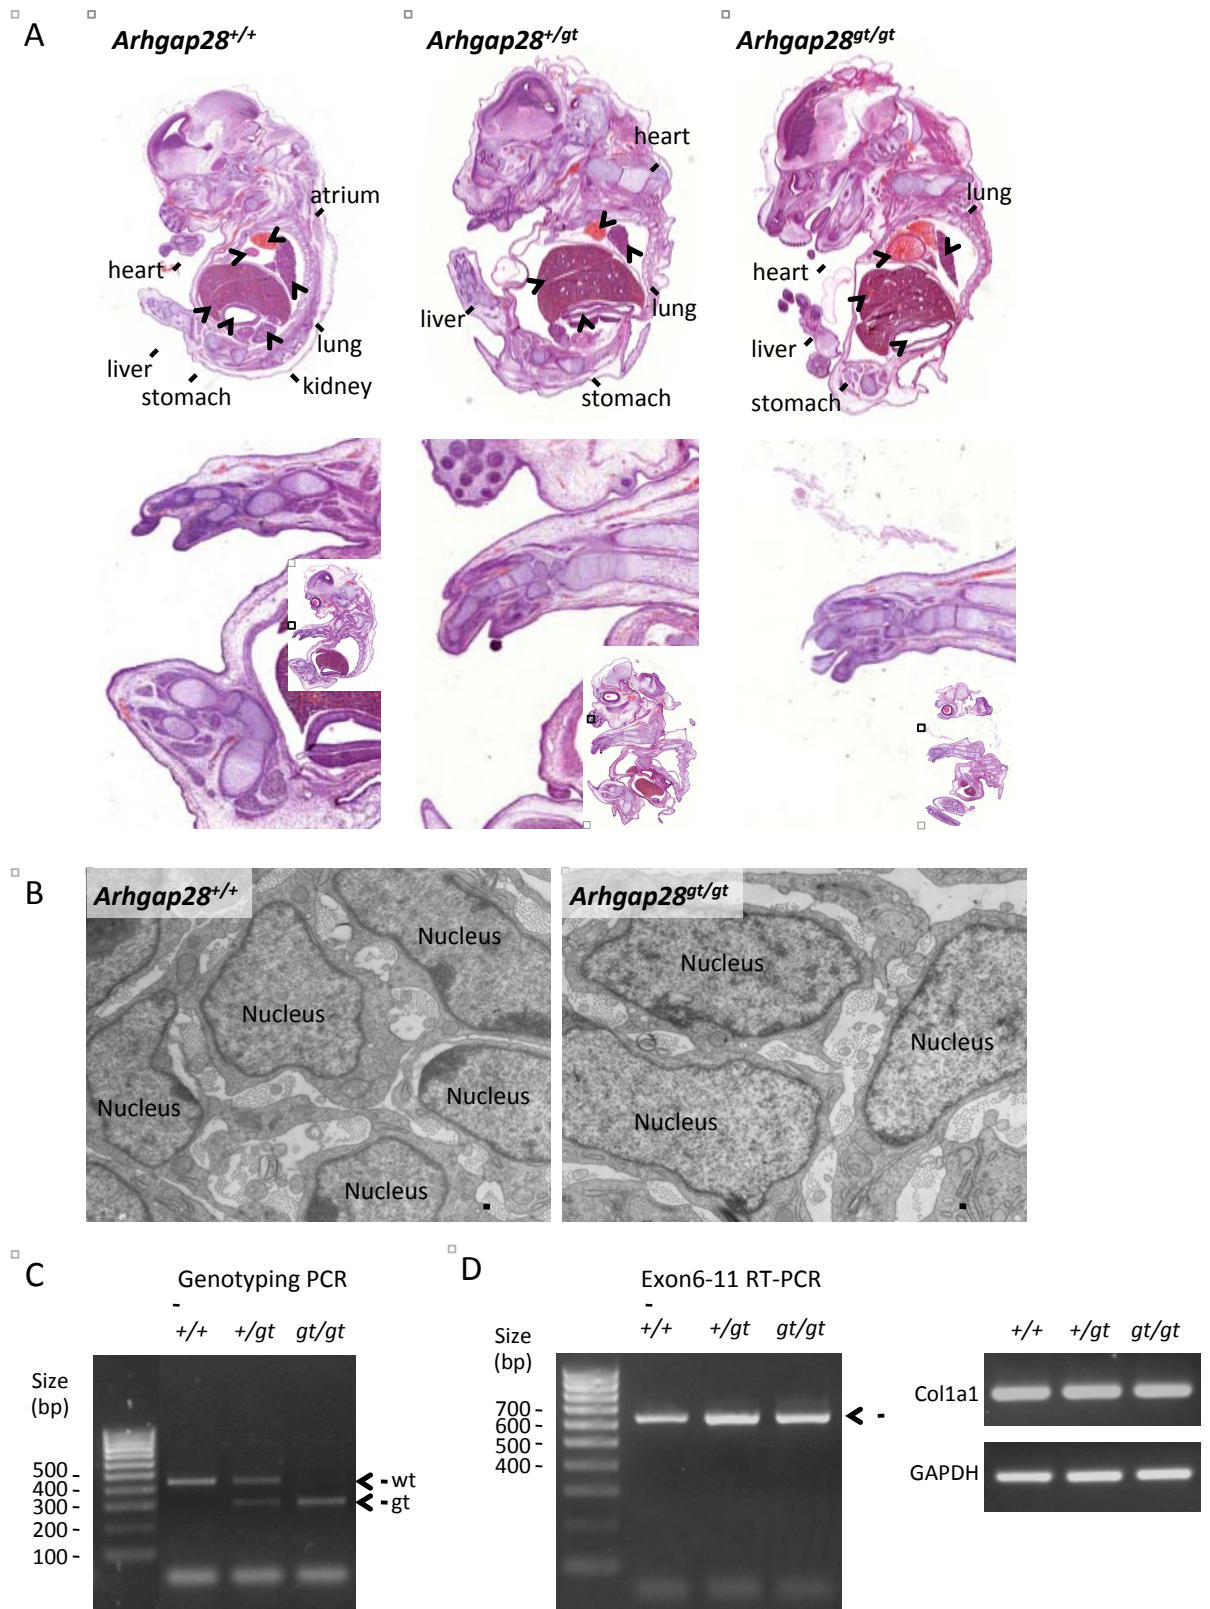 A
Arhgap28+/+
Arhgap28+/gt
Arhgap28gt/gt
atrium
heart
liver
stomach
lung
kidney
heart
liver
lung
stomach
lung
heart
liver
stomach
B
Arhgap28+/+
Nucleus
Nucleus
Nucleus
Nucleus
Nucleus
Arhgap28gt/gt
Nucleus
Nucleus
Nucleus
C
Genotyping PCR
-
+/+ +/gt gt/gt
Size
(bp)
500 -
400 -
300 -
200 -
100 -
wt
gt
D
Exon6-11 RT-PCR
-
+/+ +/gt gt/gt
Size
(bp)
700 -
600 -
500 -
400 -
+/+ +/gt gt/gt
Col1a1
GAPDH